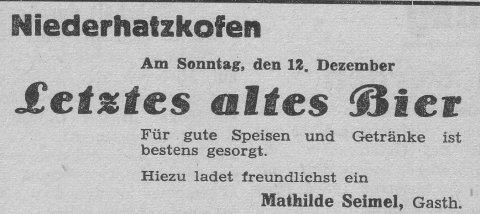 Niederhatzkofen
Am Sonntag, den 12. Dezember
Letztes altes Bier
Für gute Speisen und Getränke ist
bestens gesorgt.
Hiezu ladet freundlichst ein
Mathilde Seimel, Gasth.